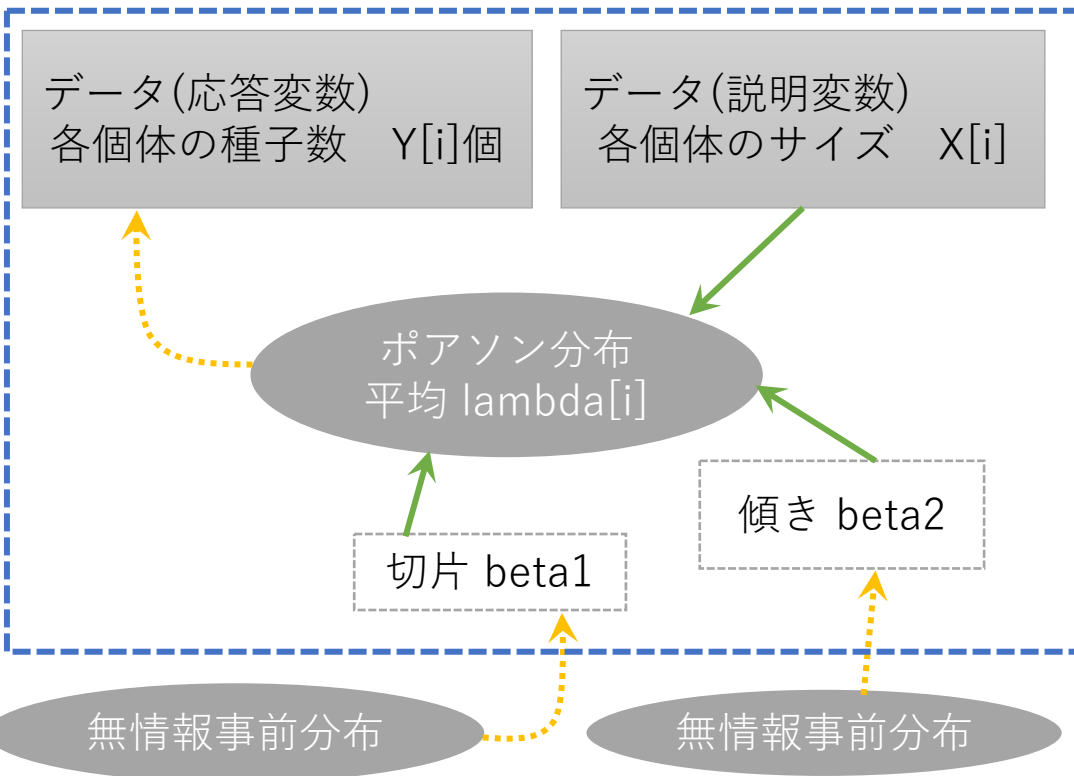 データ(応答変数)
各個体の種子数　Y[i]個
データ(説明変数)
各個体のサイズ　X[i]
ポアソン分布
平均 lambda[i]
傾き beta2
切片 beta1
無情報事前分布
無情報事前分布